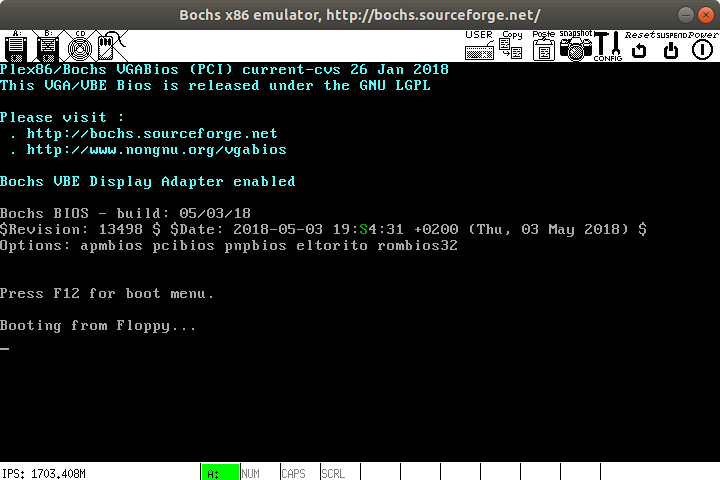 Bochs x86 emulator, http://bochs.sourceforge.net/
A: B: CD USER Copy Paste snapshot CONFIG Reset SUSPEND Power
Plex86/Bochs VGABios (PCI) current-cvs 26 Jan 2018
This VGA/VBE Bios is released under the GNU LGPL
Please visit :
. http://bochs.sourceforge.net
. http://www.nongnu.org/vgabios
Bochs VBE Display Adapter enabled
Bochs BIOS - build: 05/03/18
$Revision: 13498 $ $Date: 2018-05-03 19:S4:31 +0200 (Thu, 03 May 2018) $
Options: apmbios pcibios pnpbios eltorito rombios32
Press F12 for boot menu.
Booting from Floppy...
_
IPS: 1703.408M A: NUM CAPS SCRL